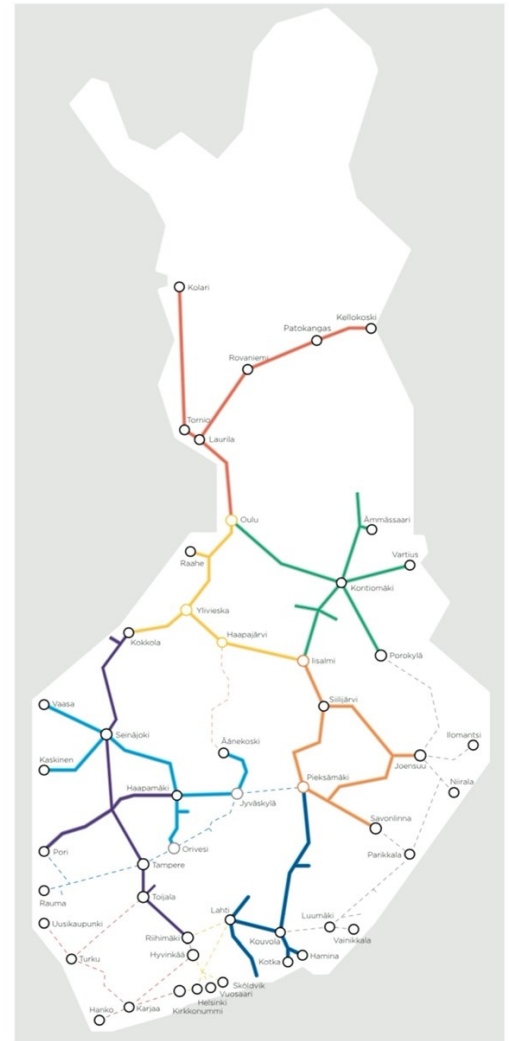 Kolari
Kellokoski
Patokangas
Rovaniemi
Tornio
Laurila
Oulu
Ämmässaari
Raahe
Vartius
Kontiomäki
Ylivieska
Haapajärvi
Kokkola
Iisalmi
Porokylä
Vaasa
Siilijärvi
Seinäjoki
Äänekoski
Ilomantsi
Kaskinen
Joensuu
Haapamäki
Pieksämäki
Niirala
Jyväskylä
Savonlinna
Pori
Orivesi
Parikkala
Tampere
Rauma
Toijala
Uusikaupunki
Lahti
Luumäki
Riihimäki
Kouvola
Vainikkala
Hyvinkää
Turku
Kotka
Hamina
Sköldvik
Vuosaari
Helsinki
Hanko
Karjaa
Kirkkonummi